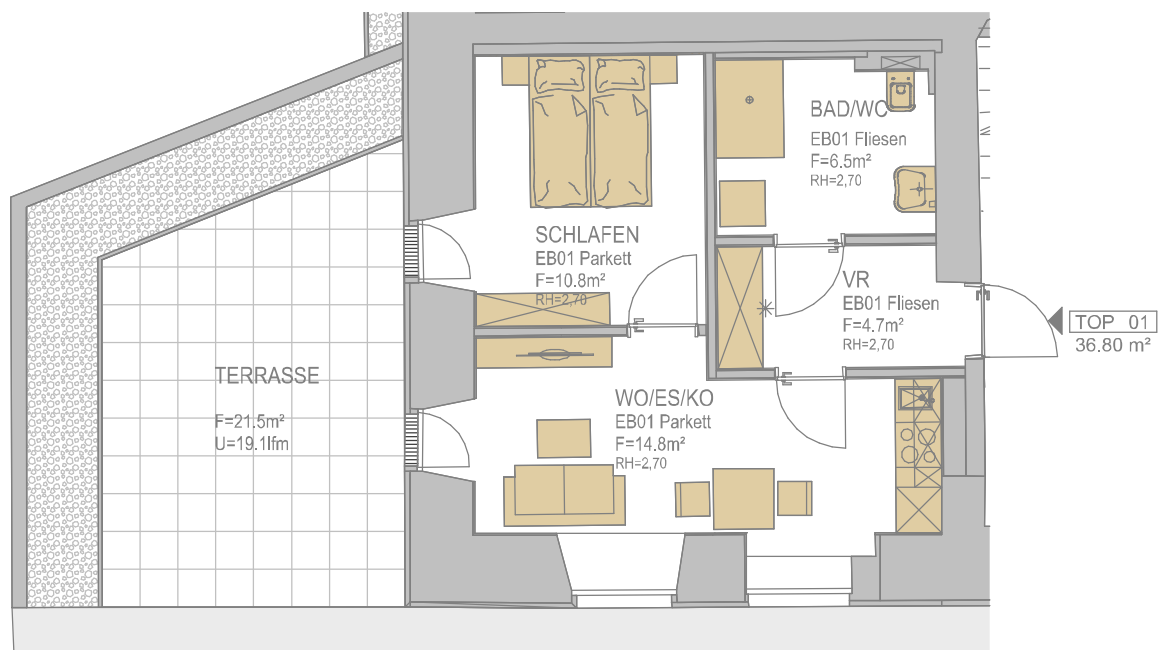 BAD/WC
EB01 Fliesen
F=6.5m²
RH=2,70
SCHLAFEN
EB01 Parkett
F=10.8m²
RH=2,70
VR
EB01 Fliesen
F=4.7m²
RH=2,70
TOP 01
36.80 m²
TERRASSE
F=21.5m²
U=19.1lfm
WO/ES/KO
EB01 Parkett
F=14.8m²
RH=2,70